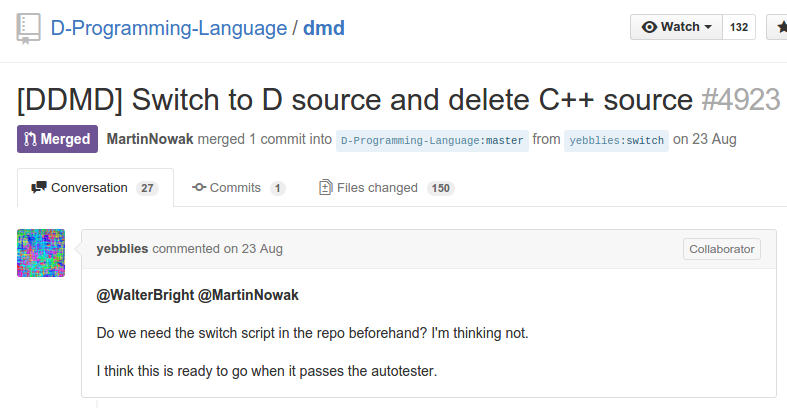 D-Programming-Language / dmd
Watch 132
[DDMD] Switch to D source and delete C++ source #4923
Merged MartinNowak merged 1 commit into D-Programming-Language:master from yebblies:switch on 23 Aug
Conversation 27 Commits 1 Files changed 150
yebblies commented on 23 Aug Collaborator
@WalterBright @MartinNowak
Do we need the switch script in the repo beforehand? I'm thinking not.
I think this is ready to go when it passes the autotester.